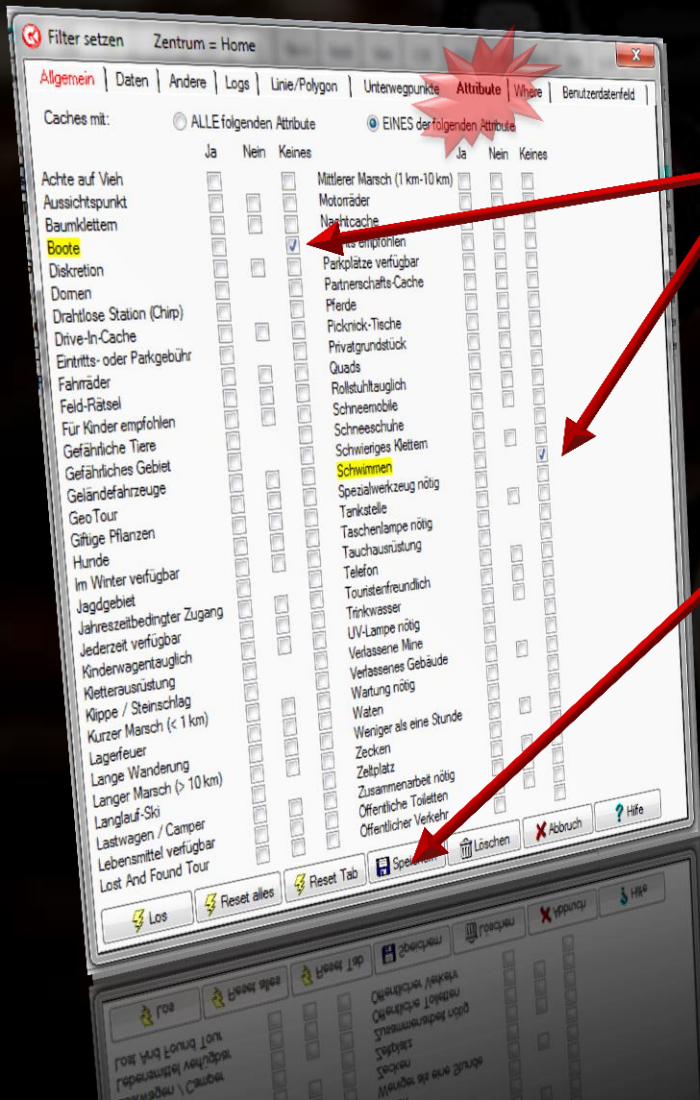 Filter setzen Zentrum = Home
Allgemein Daten Andere Logs Linie/Polygon Unterwegpunkte Attribute Where Benutzerdatenfeld
Caches mit: ALLE folgenden Attribute EINES der folgenden Attribute
Ja Nein Keines
Achte auf Vieh
Aussichtspunkt
Baumklettern
Boote
Diskretion
Dornen
Drahtlose Station (Chirp)
Drive-In-Cache
Eintritts- oder Parkgebühr
Fahrräder
Feld-Rätsel
Für Kinder empfohlen
Gefährliche Tiere
Gefährliches Gebiet
Geländefahrzeuge
GeoTour
Giftige Pflanzen
Hunde
Im Winter verfügbar
Jagdgebiet
Jahreszeitbedingter Zugang
Jederzeit verfügbar
Kinderwagentauglich
Kletterausrüstung
Klippe / Steinschlag
Kurzer Marsch (< 1 km)
Lagerfeuer
Lange Wanderung
Langer Marsch (> 10 km)
Langlauf-Ski
Lastwagen / Camper
Lebensmittel verfügbar
Lost And Found Tour
Ja Nein Keines
Mittlerer Marsch (1 km-10 km)
Motorräder
Nachtcache
empfohlen
Parkplätze verfügbar
Partnerschafts-Cache
Pferde
Picknick-Tische
Privatgrundstück
Quads
Rollstuhltauglich
Schneemobile
Schneeschuhe
Schwieriges Klettern
Schwimmen
Spezialwerkzeug nötig
Tankstelle
Taschenlampe nötig
Tauchausrüstung
Telefon
Touristenfreundlich
Trinkwasser
UV-Lampe nötig
Verlassene Mine
Verlassenes Gebäude
Wartung nötig
Waten
Weniger als eine Stunde
Zecken
Zeltplatz
Zusammenarbeit nötig
Öffentliche Toiletten
Öffentlicher Verkehr
Los Reset alles Reset Tab Speichern Löschen Abbruch Hilfe